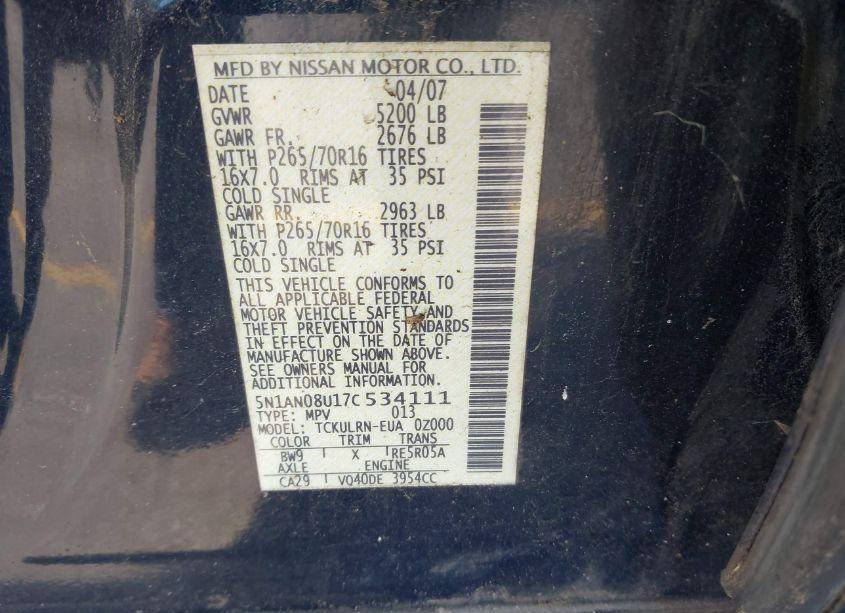 MFD BY NISSAN MOTOR CO., LTD.
DATE 04/07
GVWR 5200 LB
GAWR FR. 2676 LB
WITH P265/70R16 TIRES
16X7.0 RIMS AT 35 PSI
COLD SINGLE
GAWR RR. 2963 LB
WITH P265/70R16 TIRES
16X7.0 RIMS AT 35 PSI
COLD SINGLE
THIS VEHICLE CONFORMS TO
ALL APPLICABLE FEDERAL
MOTOR VEHICLE SAFETY AND
THEFT PREVENTION STANDARDS
IN EFFECT ON THE DATE OF
MANUFACTURE SHOWN ABOVE.
SEE OWNERS MANUAL FOR
ADDITIONAL INFORMATION.
5N1AN08U17C534111
TYPE: MPV 013
MODEL: TCKULRN-EUA 0Z000
COLOR TRIM TRANS
BW9 X RE5R05A
AXLE ENGINE
CA29 VQ40DE 3954CC